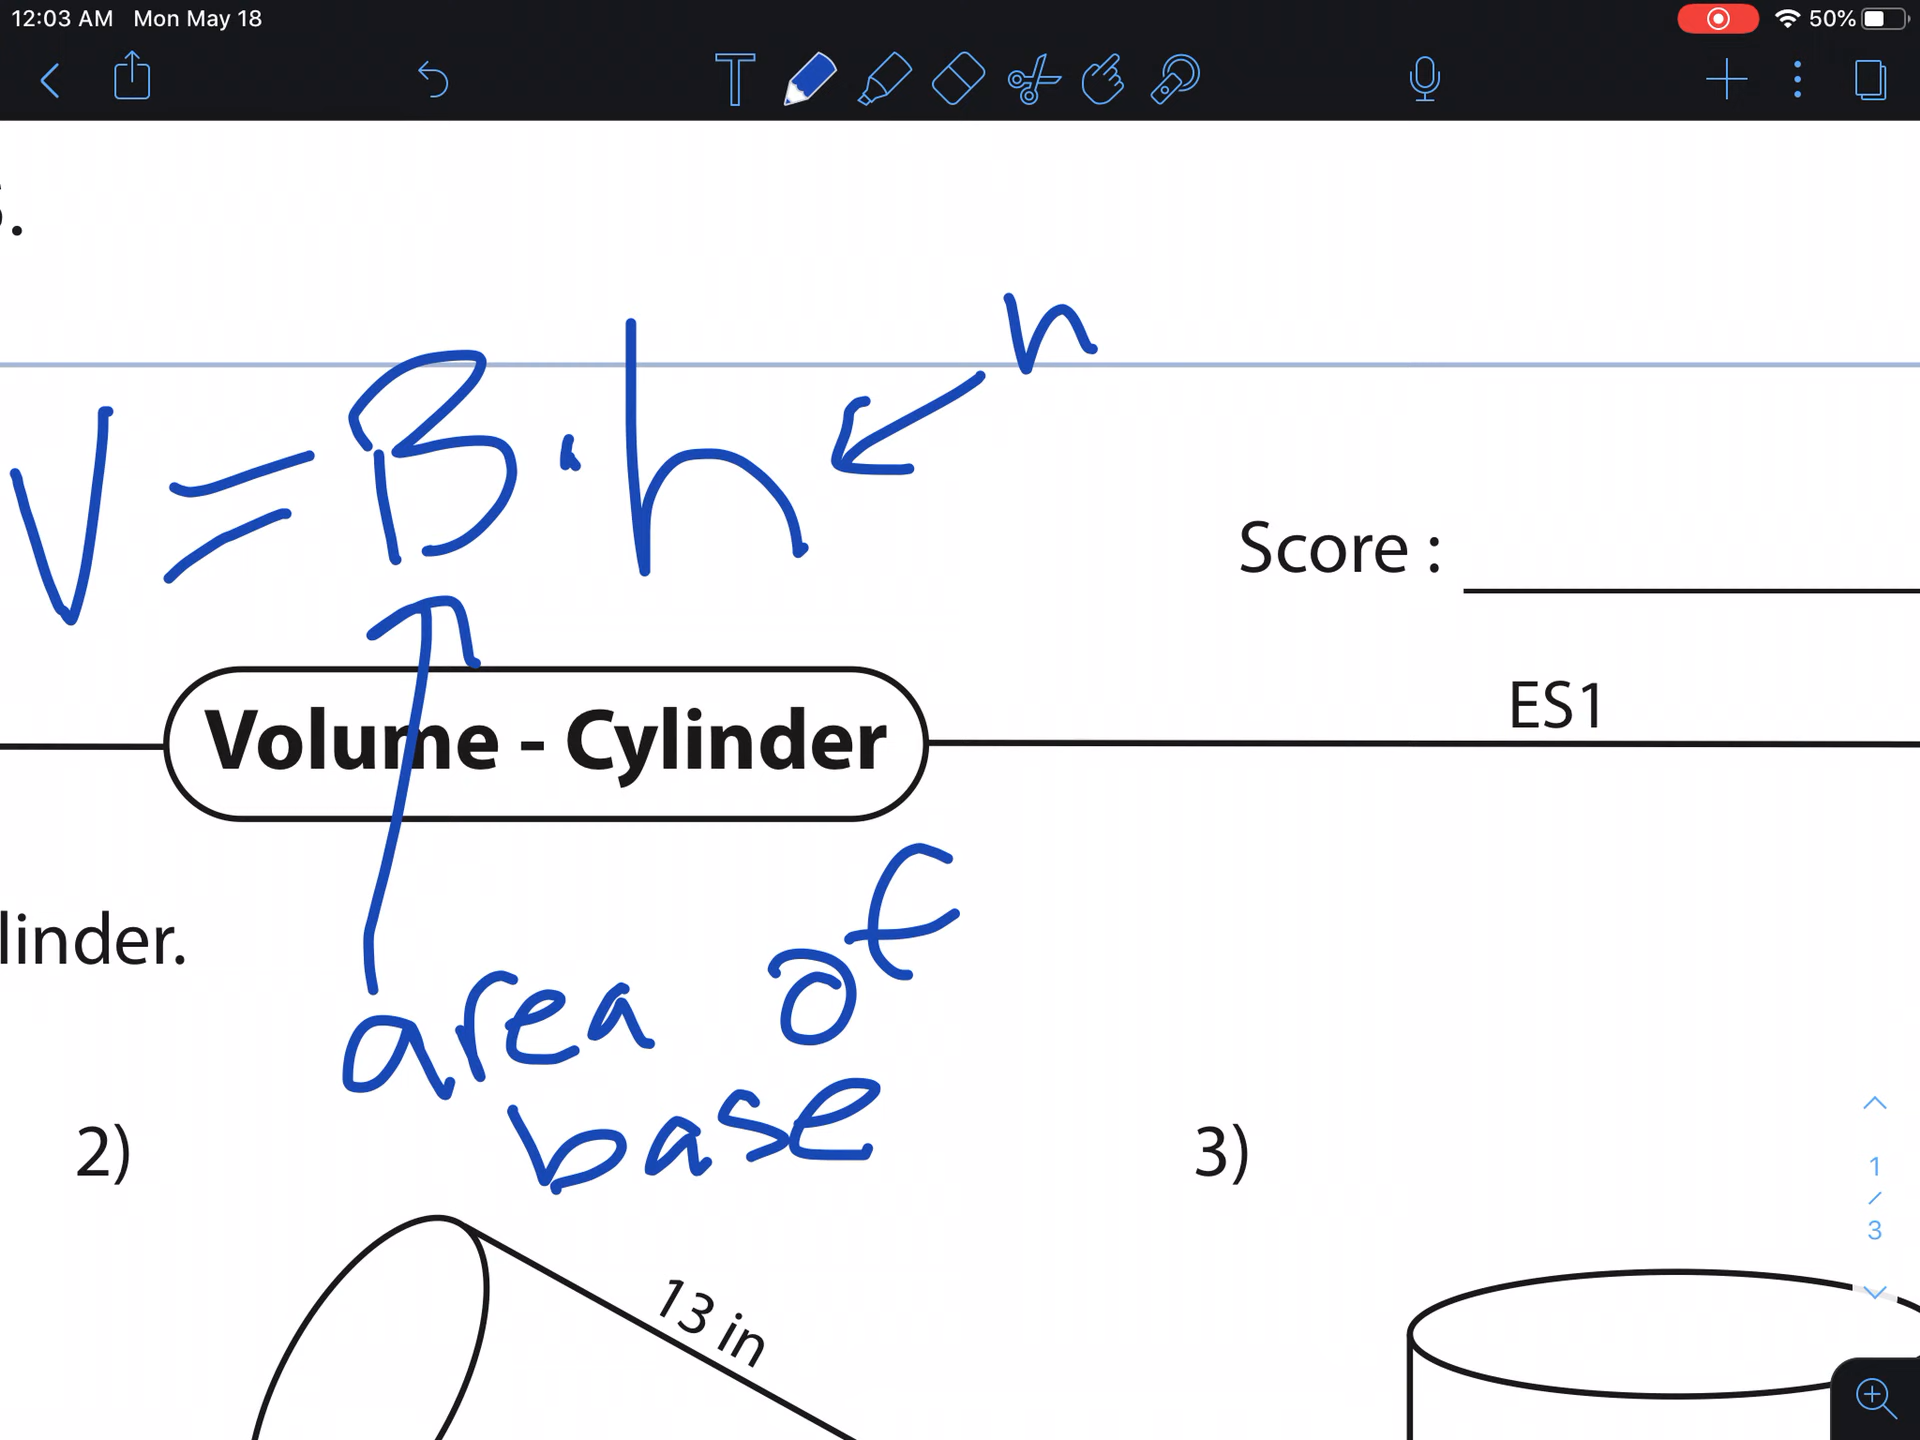 12:03 AM Mon May 18
50%
T
s.
n
V = B · h
Score :
ES1
Volume - Cylinder
linder.
area of
base
2)
3)
13 in
1
/
3